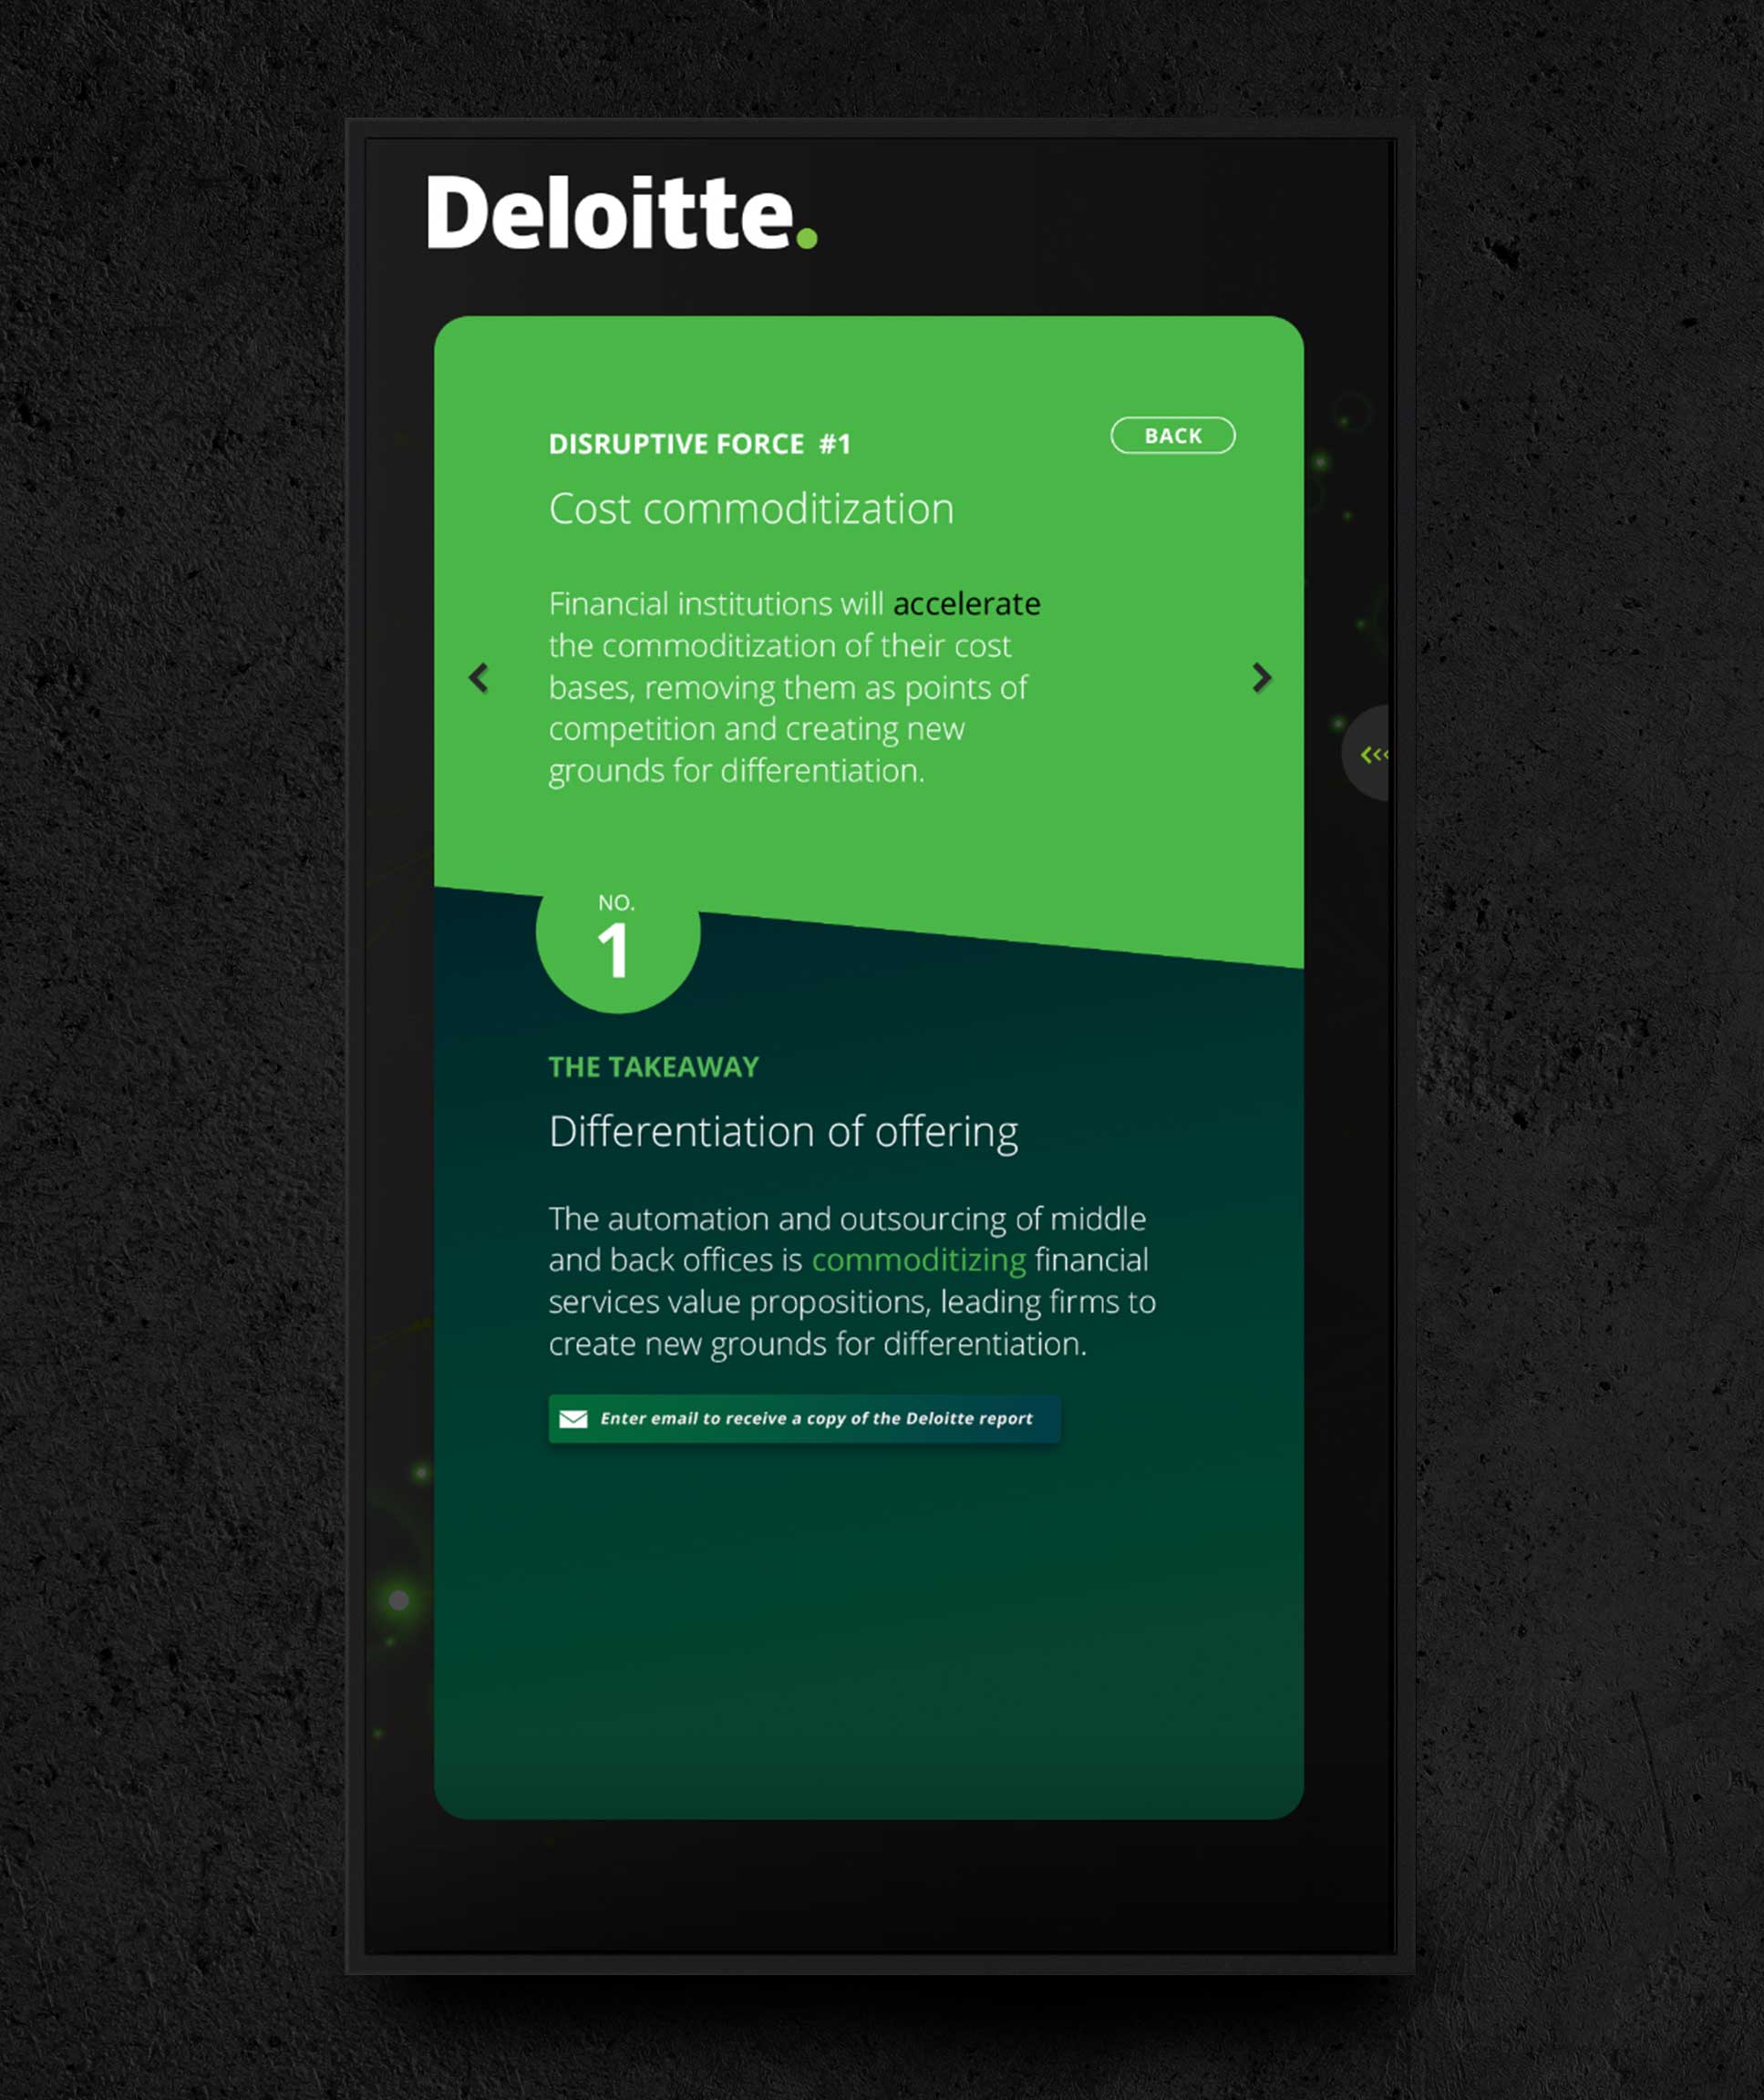 Deloitte.
DISRUPTIVE FORCE #1
BACK
Cost commoditization
Financial institutions will accelerate
the commoditization of their cost
bases, removing them as points of
competition and creating new
grounds for differentiation.
NO.
1
THE TAKEAWAY
Differentiation of offering
The automation and outsourcing of middle
and back offices is commoditizing financial
services value propositions, leading firms to
create new grounds for differentiation.
Enter email to receive a copy of the Deloitte report